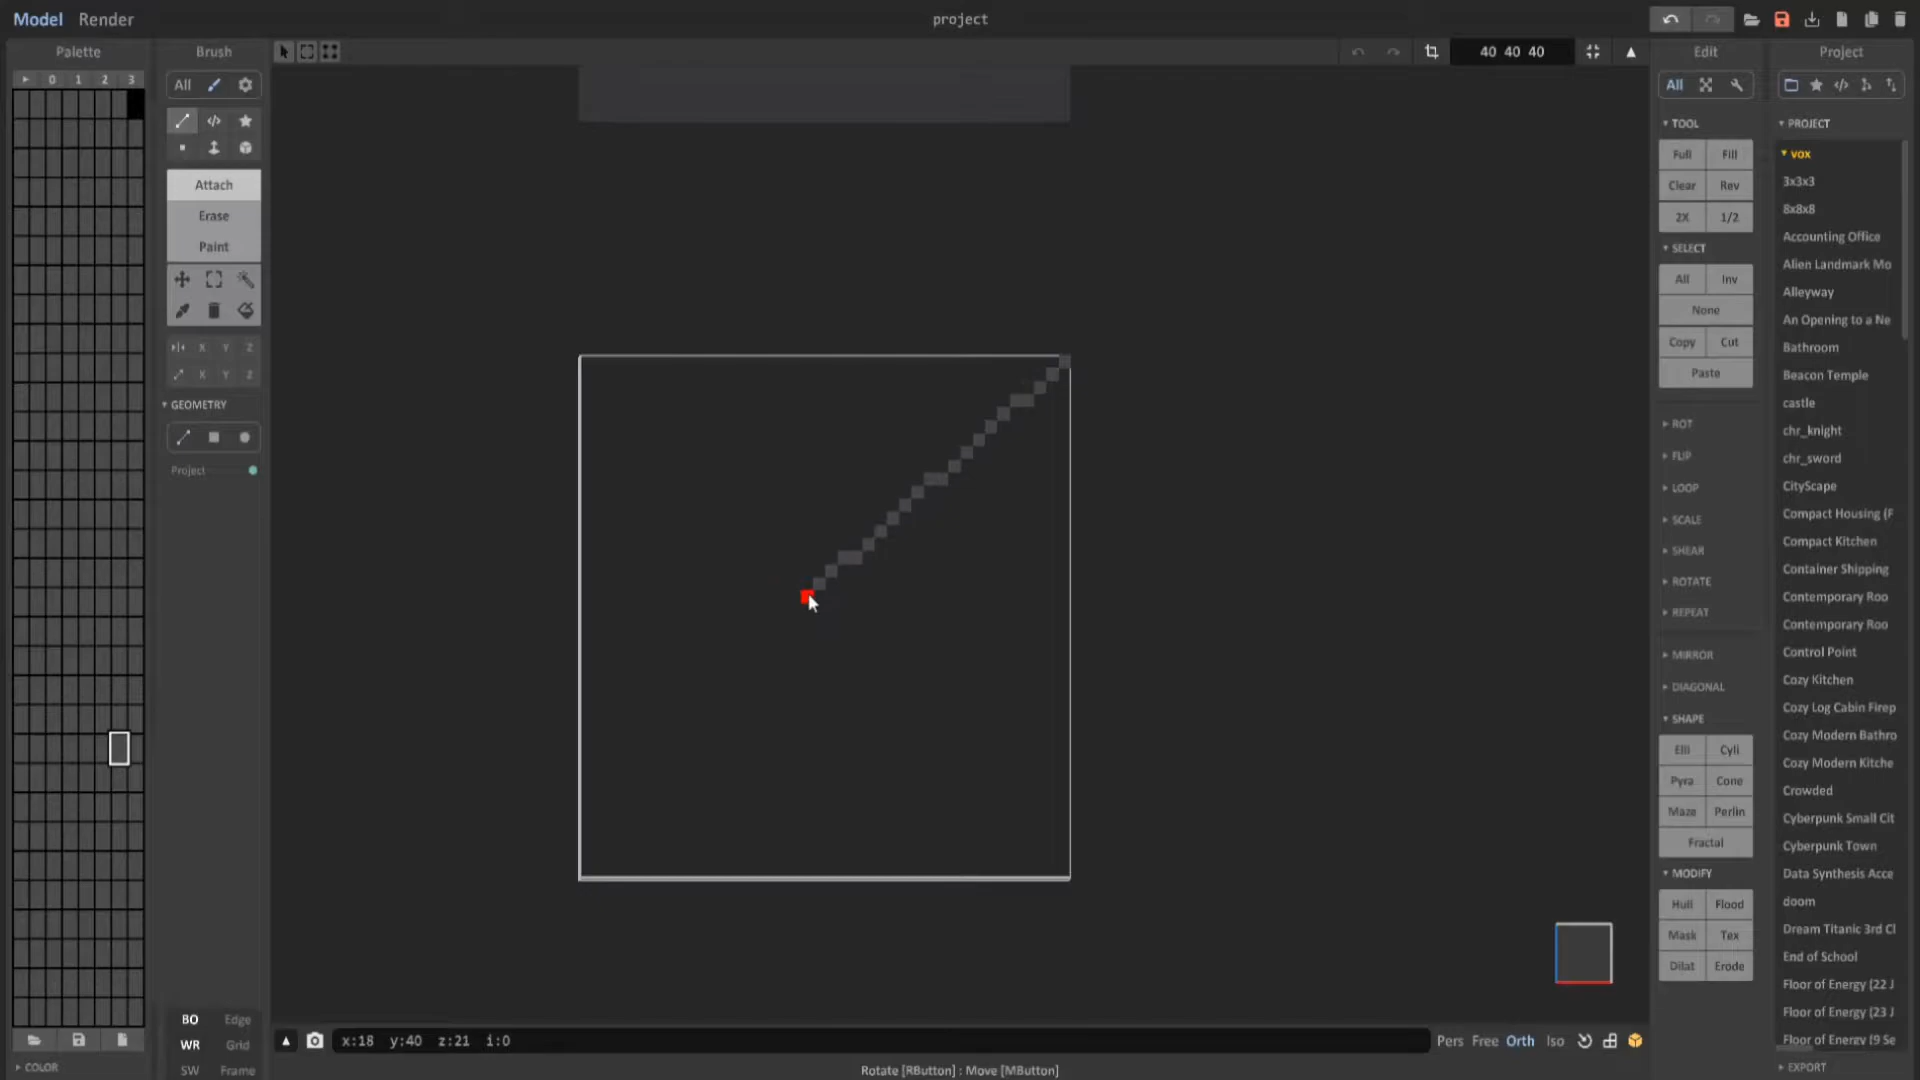 Model Render
project
Palette
Brush
40 40 40
Edit
Project
0 1 2 3
All
All
TOOL
PROJECT
Full Fill
vox
Attach
Clear Rev
3x3x3
Erase
2X 1/2
8x8x8
Paint
SELECT
Accounting Office
All Inv
Alien Landmark Mo
None
Alleyway
Copy Cut
An Opening to a Ne
X Y Z
Paste
Bathroom
X Y Z
Beacon Temple
GEOMETRY
castle
ROT
chr_knight
Project
FLIP
chr_sword
LOOP
CityScape
SCALE
Compact Housing (F
SHEAR
Compact Kitchen
ROTATE
Container Shipping
REPEAT
Contemporary Roo
Contemporary Roo
MIRROR
Control Point
DIAGONAL
Cozy Kitchen
SHAPE
Cozy Log Cabin Firep
Elli Cyli
Cozy Modern Bathro
Pyra Cone
Cozy Modern Kitche
Maze Perlin
Crowded
Fractal
Cyberpunk Small Cit
MODIFY
Cyberpunk Town
Hull Flood
Data Synthesis Acce
Mask Tex
doom
Dilat Erode
Dream Titanic 3rd Cl
End of School
Floor of Energy (22 J
Floor of Energy (23 J
Floor of Energy (9 Se
BO Edge
WR Grid
SW Frame
x:18 y:40 z:21 i:0
Pers Free Orth Iso
COLOR
Rotate [RButton] : Move [MButton]
EXPORT